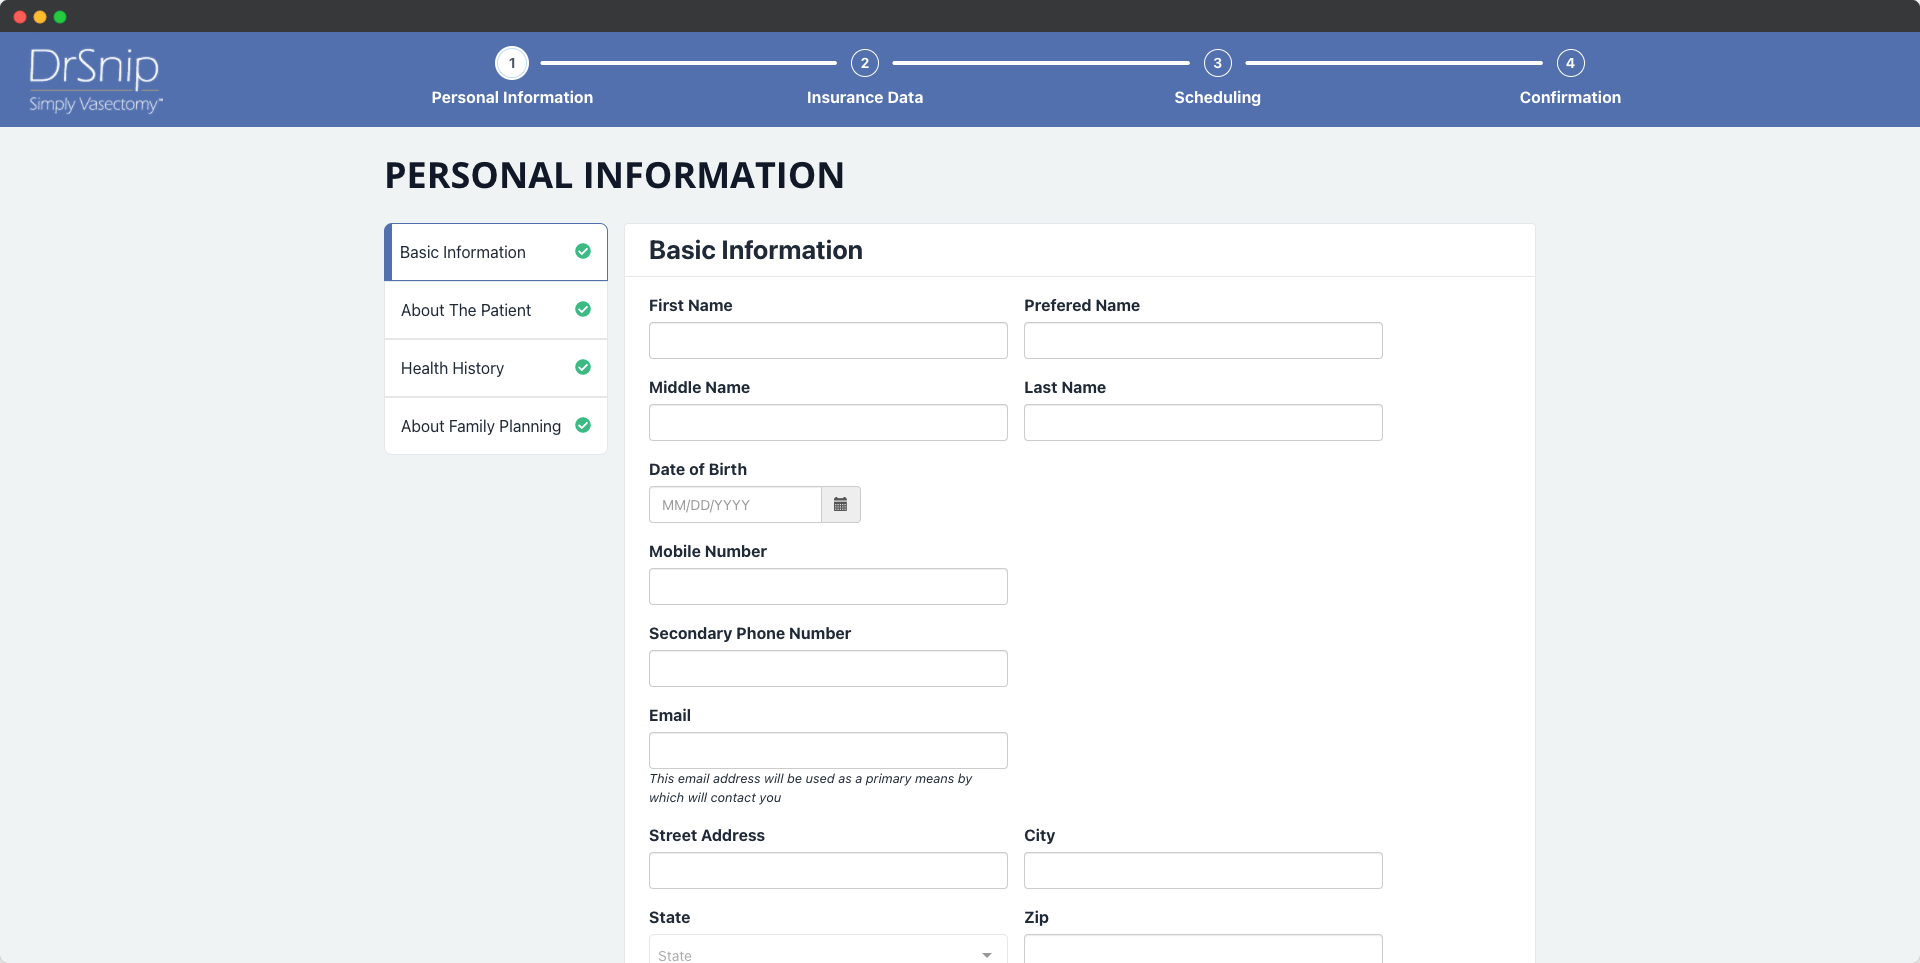 DrSnip
Simply Vasectomy™
1
Personal Information
2
Insurance Data
3
Scheduling
4
Confirmation
PERSONAL INFORMATION
Basic Information
About The Patient
Health History
About Family Planning
Basic Information
First Name
Prefered Name
Middle Name
Last Name
Date of Birth
MM/DD/YYYY
Mobile Number
Secondary Phone Number
Email
This email address will be used as a primary means by
which will contact you
Street Address
City
State
Zip
State